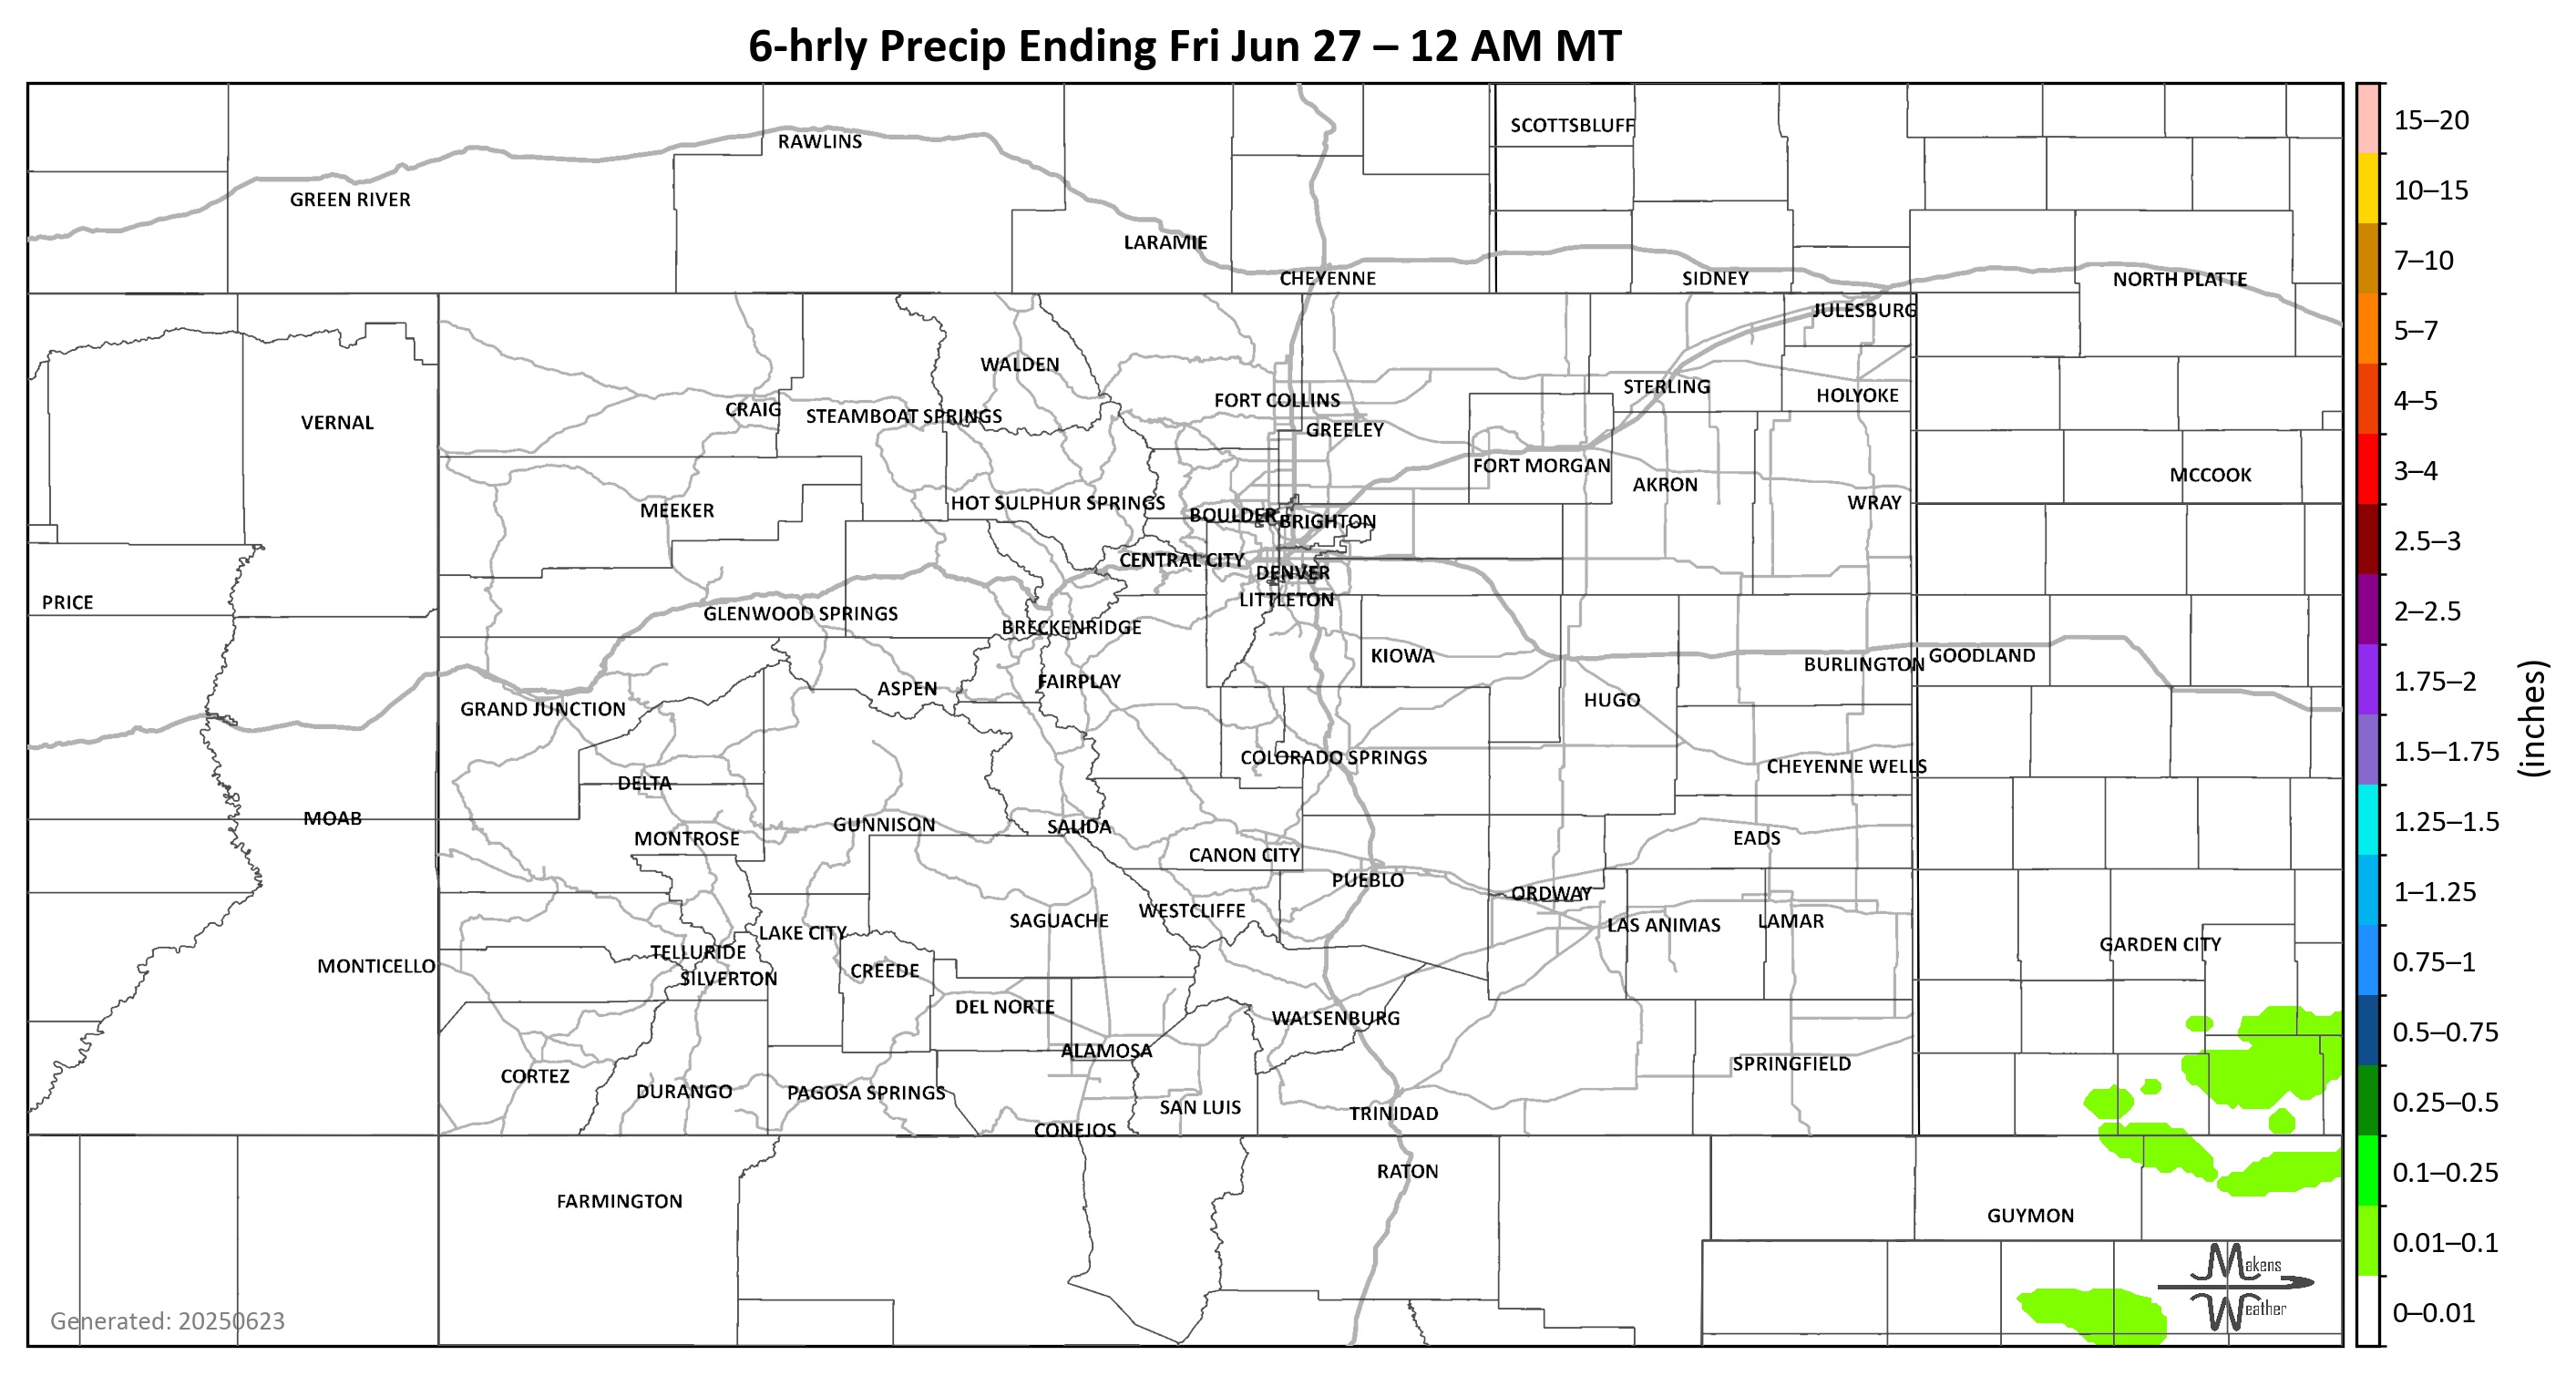 6-hrly Precip Ending Fri Jun 27 – 12 AM MT
SCOTTSBLUFF
RAWLINS
GREEN RIVER
LARAMIE
CHEYENNE
SIDNEY
NORTH PLATTE
JULESBURG
WALDEN
STERLING
HOLYOKE
FORT COLLINS
CRAIG
STEAMBOAT SPRINGS
VERNAL
GREELEY
FORT MORGAN
MCCOOK
AKRON
WRAY
HOT SULPHUR SPRINGS
MEEKER
BOULDER
BRIGHTON
CENTRAL CITY
DENVER
LITTLETON
PRICE
GLENWOOD SPRINGS
BRECKENRIDGE
KIOWA
GOODLAND
BURLINGTON
FAIRPLAY
ASPEN
HUGO
GRAND JUNCTION
COLORADO SPRINGS
CHEYENNE WELLS
DELTA
MOAB
GUNNISON
SALIDA
MONTROSE
EADS
CANON CITY
PUEBLO
ORDWAY
WESTCLIFFE
SAGUACHE
LAS ANIMAS
LAMAR
LAKE CITY
GARDEN CITY
TELLURIDE
MONTICELLO
CREEDE
SILVERTON
DEL NORTE
WALSENBURG
ALAMOSA
SPRINGFIELD
CORTEZ
DURANGO
PAGOSA SPRINGS
SAN LUIS
TRINIDAD
CONEJOS
RATON
FARMINGTON
GUYMON
Makens
Weather
Generated: 20250623
15–20
10–15
7–10
5–7
4–5
3–4
2.5–3
2–2.5
1.75–2
1.5–1.75
1.25–1.5
1–1.25
0.75–1
0.5–0.75
0.25–0.5
0.1–0.25
0.01–0.1
0–0.01
(inches)